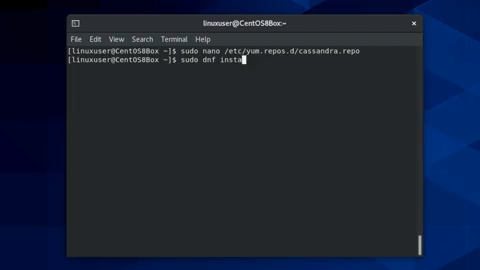 linuxuser@CentOS8Box:~
File Edit View Search Terminal Help
[linuxuser@CentOS8Box ~]$ sudo nano /etc/yum.repos.d/cassandra.repo
[linuxuser@CentOS8Box ~]$ sudo dnf insta